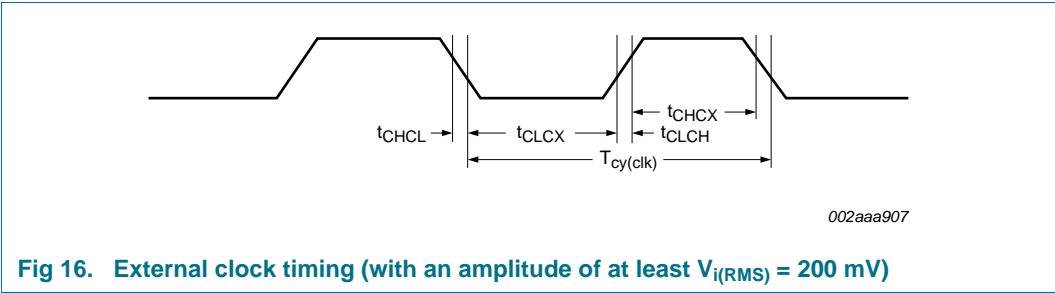 tCHCX
tCHCL
tCLCX
tCLCH
Tcy(clk)
002aaa907
Fig 16. External clock timing (with an amplitude of at least Vi(RMS) = 200 mV)